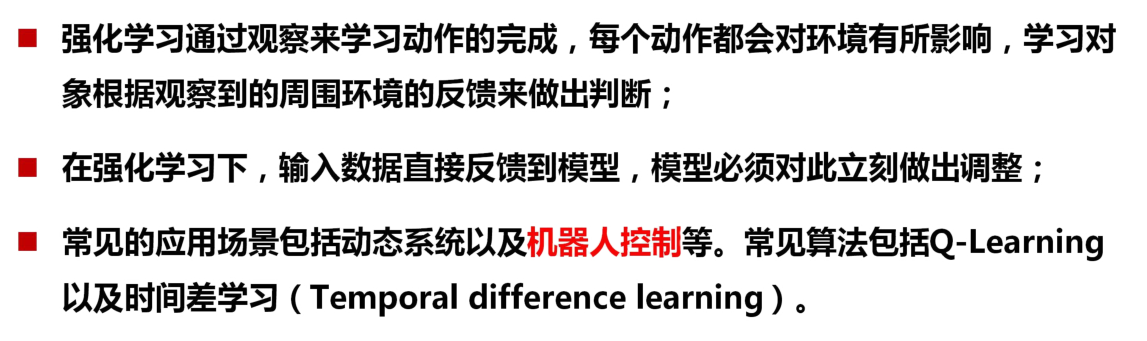 强化学习通过观察来学习动作的完成，每个动作都会对环境有所影响，学习对
象根据观察到的周围环境的反馈来做出判断；
在强化学习下，输入数据直接反馈到模型，模型必须对此立刻做出调整；
常见的应用场景包括动态系统以及机器人控制等。常见算法包括Q-Learning
以及时间差学习（Temporal difference learning）。